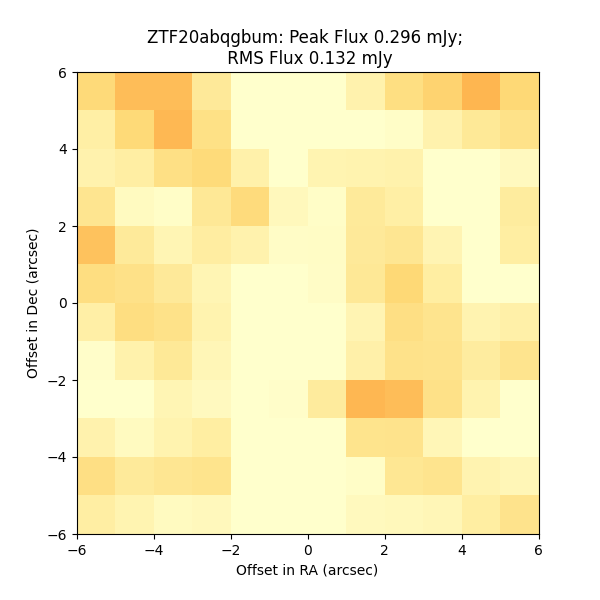 ZTF20abqgbum: Peak Flux 0.296 mJy;
RMS Flux 0.132 mJy
6
4
2
0
−2
−4
−6
Offset in Dec (arcsec)
−6 −4 −2 0 2 4 6
Offset in RA (arcsec)